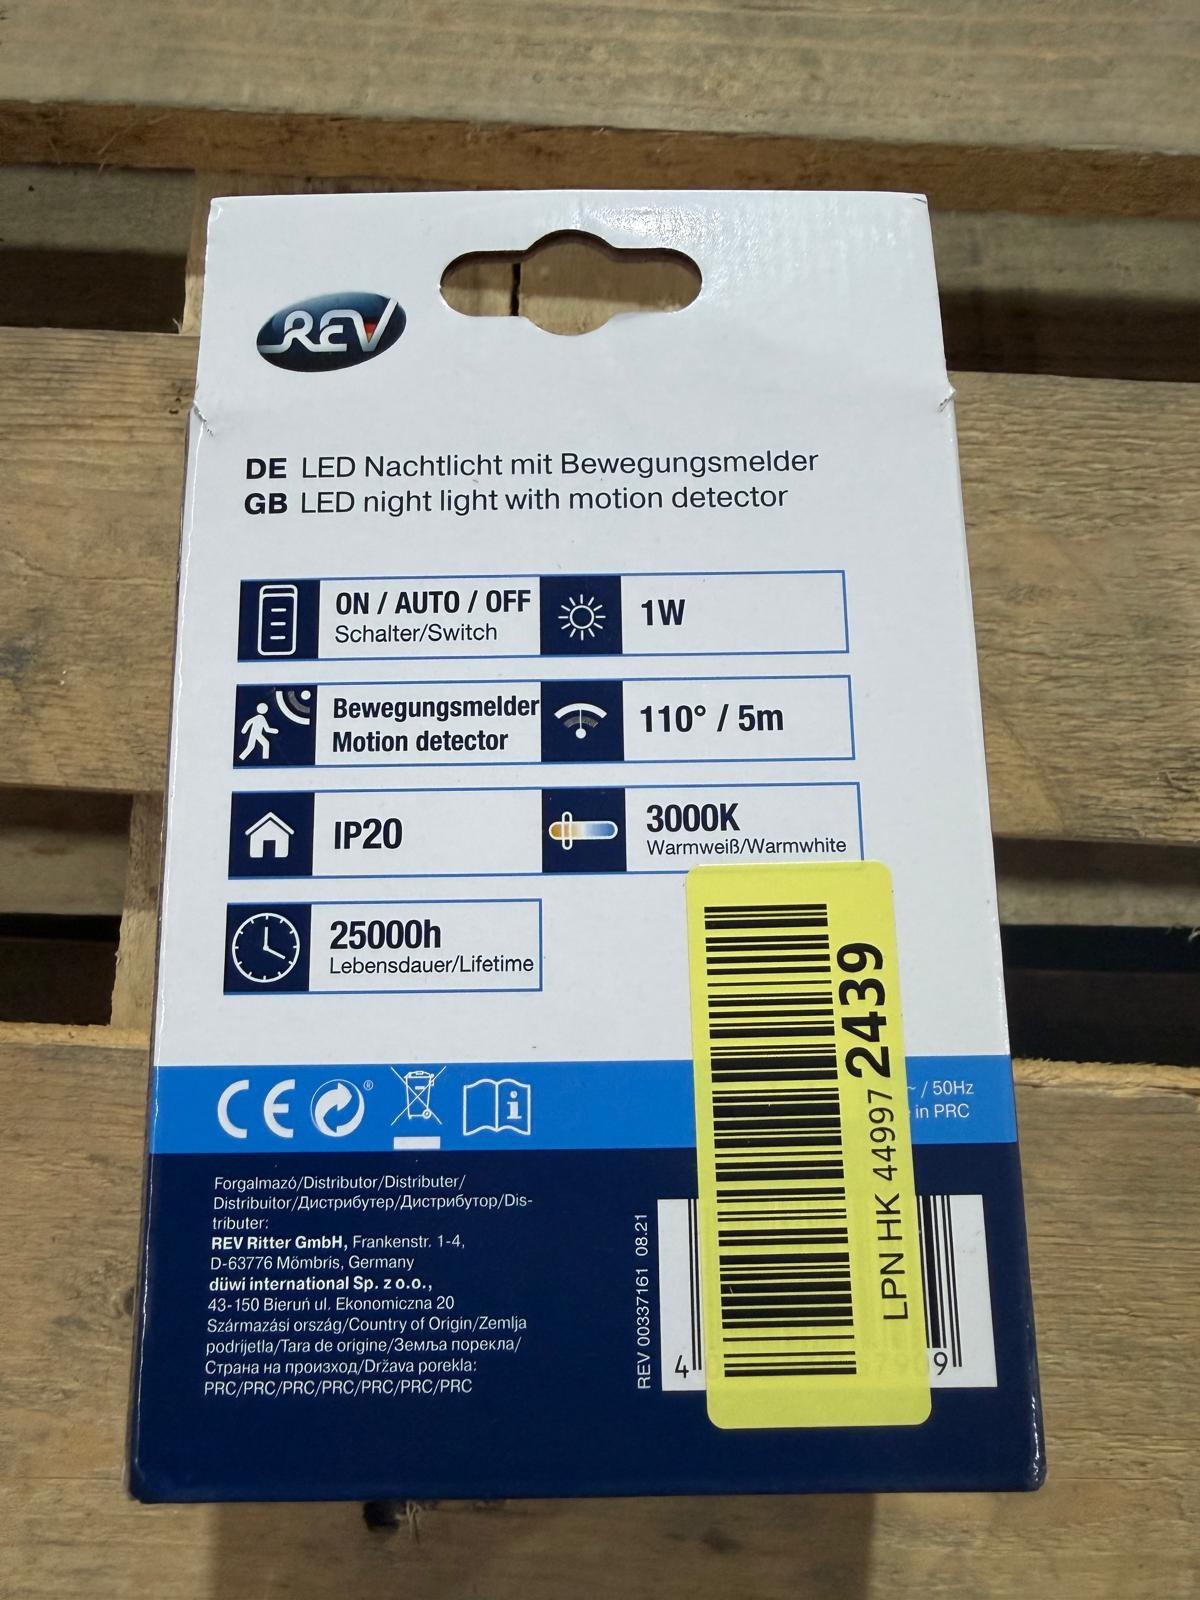 REV
DE LED Nachtlicht mit Bewegungsmelder
GB LED night light with motion detector
ON / AUTO / OFF
Schalter/Switch
1W
Bewegungsmelder
Motion detector
110° / 5m
IP20
3000K
Warmweiß/Warmwhite
25000h
Lebensdauer/Lifetime
CE
®
i
~ / 50Hz
in PRC
Forgalmazó/Distributor/Distributer/
Distribuitor/Дистрибутер/Дистрибутор/Dis-
tributer:
REV Ritter GmbH, Frankenstr. 1-4,
D-63776 Mömbris, Germany
düwi international Sp. z o.o.,
43-150 Bieruń ul. Ekonomiczna 20
Származási ország/Country of Origin/Zemlja
podrijetla/Tara de origine/Земља порекла/
Страна на произход/Država porekla:
PRC/PRC/PRC/PRC/PRC/PRC/PRC
REV 00337161 08.21
4
9
LPN HK 44997 2439